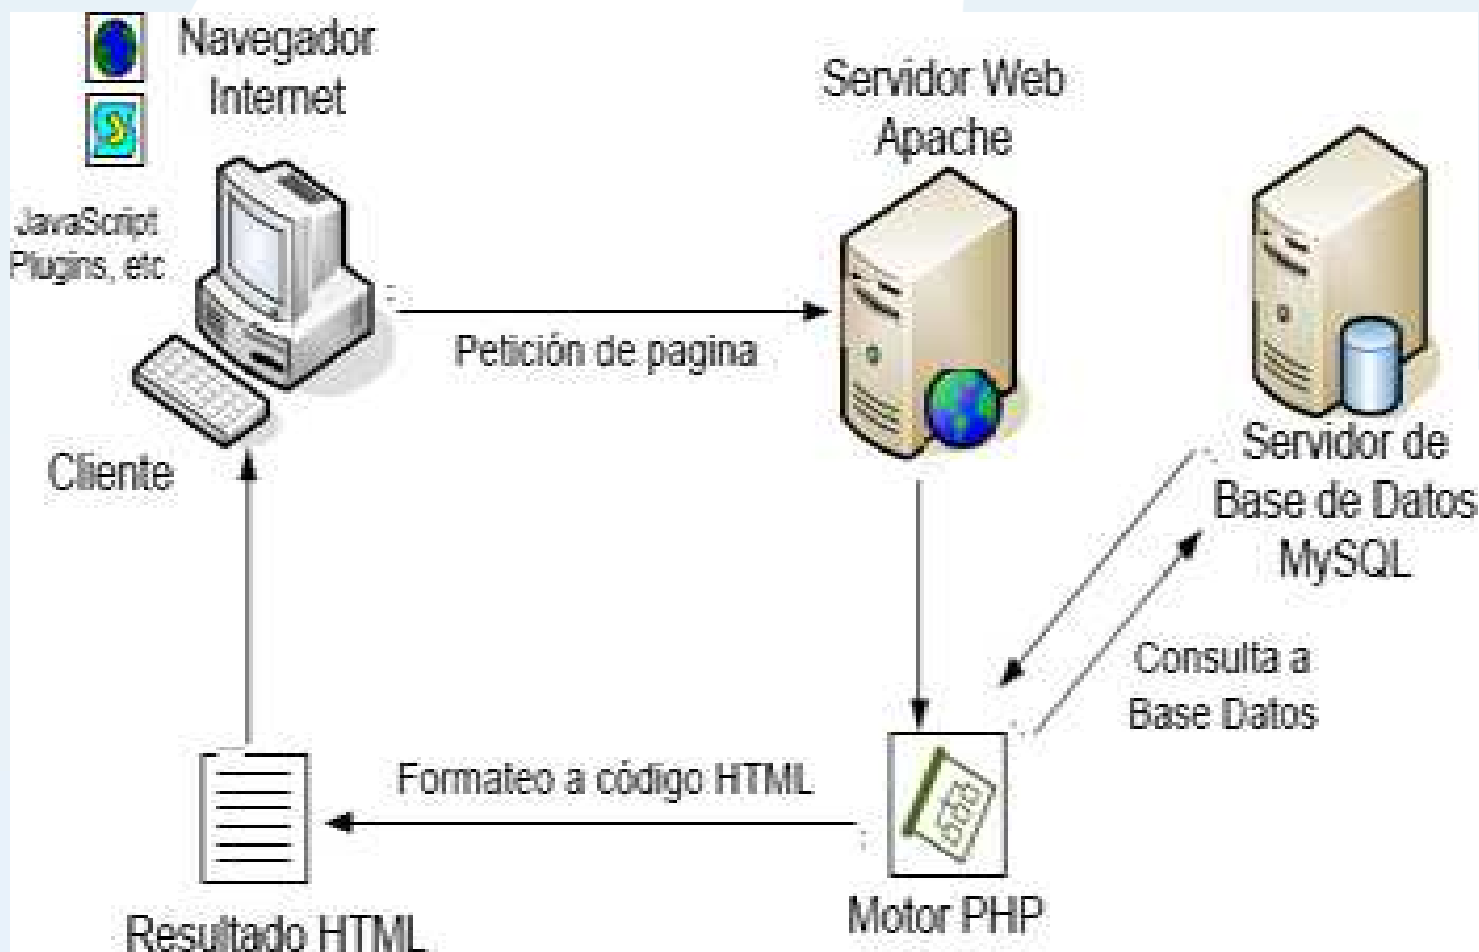 Navegador
Internet
JavaScript
Plugins, etc
Cliente
Servidor Web
Apache
Petición de pagina
Servidor de
Base de Datos
MySQL
Consulta a
Base Datos
Formateo a código HTML
Motor PHP
Resultado HTML